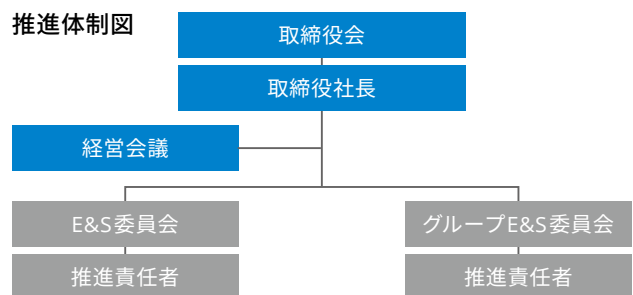 推進体制図
取締役会
取締役社長
経営会議
E&S委員会
グループE&S委員会
推進責任者
推進責任者